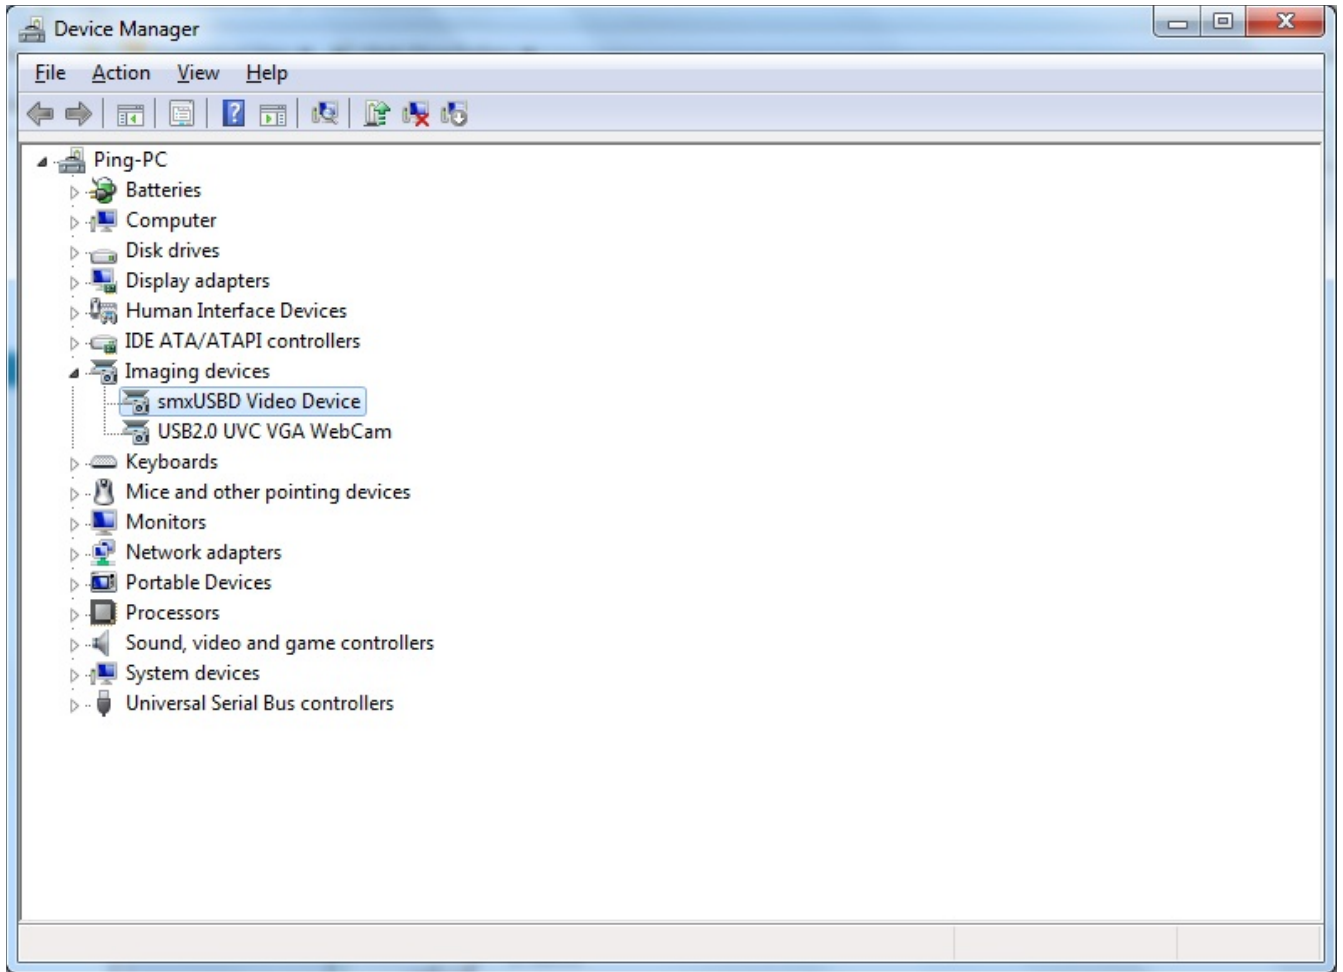 Device Manager
File Action View Help
Ping-PC
Batteries
Computer
Disk drives
Display adapters
Human Interface Devices
IDE ATA/ATAPI controllers
Imaging devices
smxUSBD Video Device
USB2.0 UVC VGA WebCam
Keyboards
Mice and other pointing devices
Monitors
Network adapters
Portable Devices
Processors
Sound, video and game controllers
System devices
Universal Serial Bus controllers